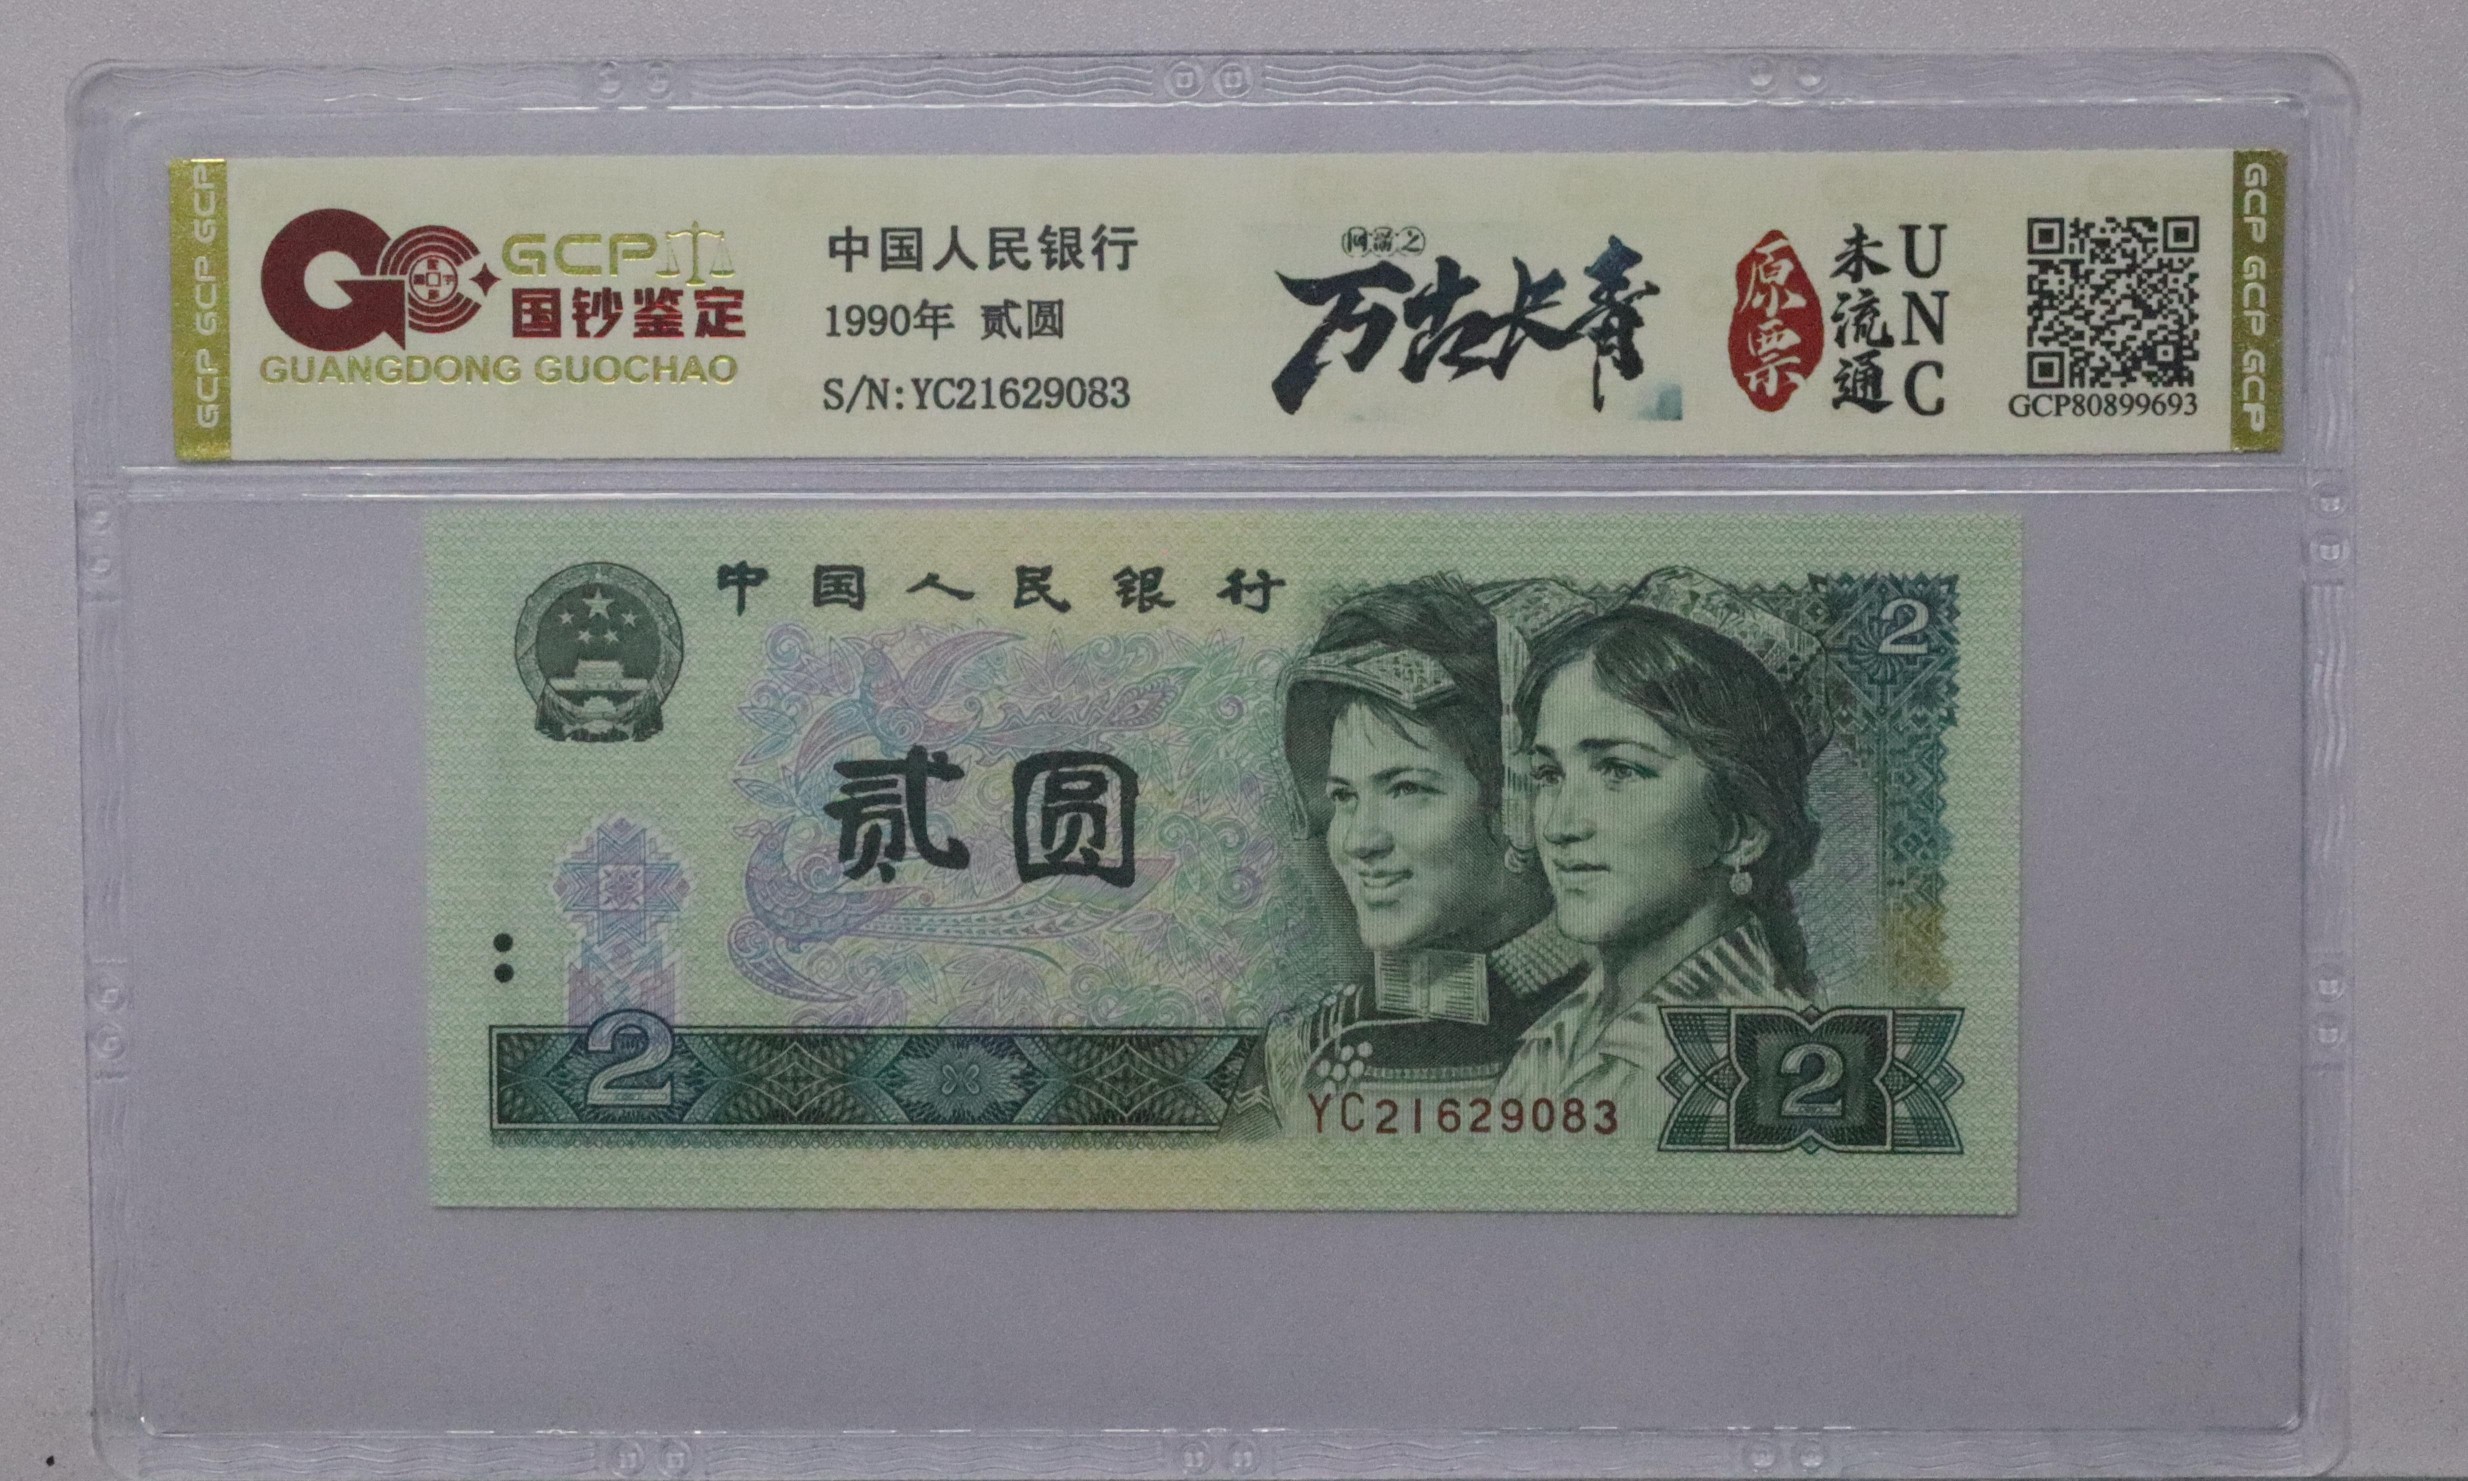 GCP GCP GCP GCP
GCP
国钞鉴定
GUANGDONG GUOCHAO
中国人民银行
1990年 贰圆
S/N:YC21629083
万古长青
原票
未流通
UNC
GCP80899693
GCP GCP GCP GCP
中国人民银行
2
贰圆
2
YC21629083
2